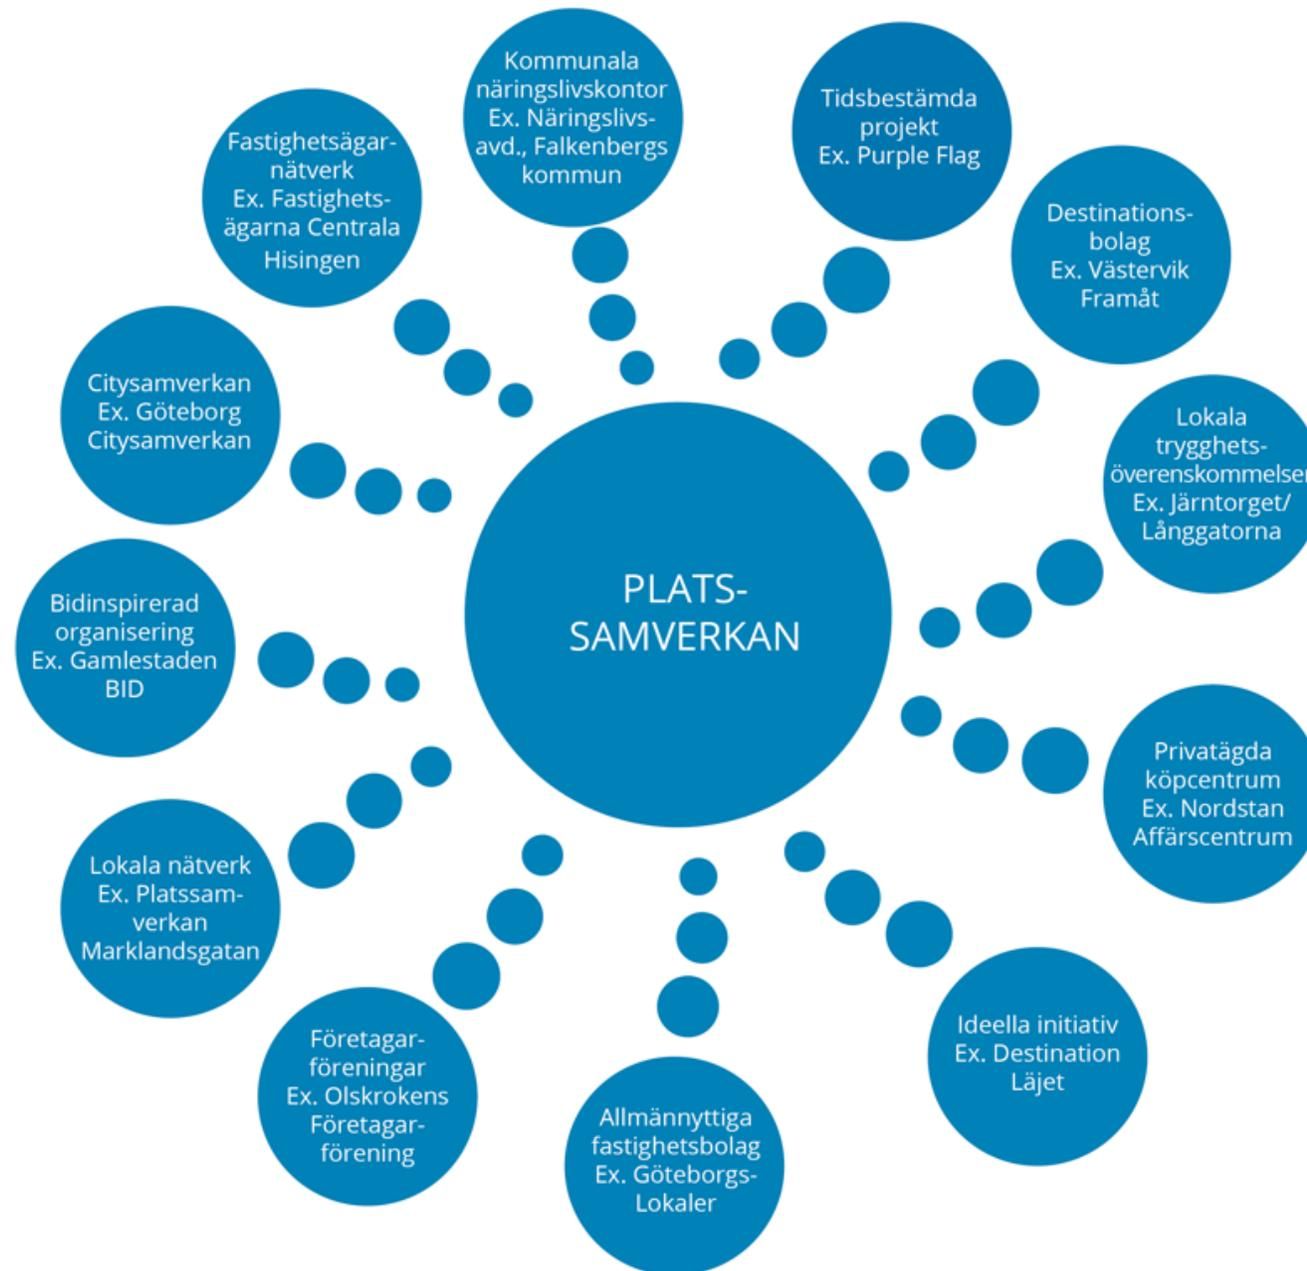 Kommunala
näringslivskontor
Ex. Näringslivs-
avd., Falkenbergs
kommun
Tidsbestämda
projekt
Ex. Purple Flag
Destinations-
bolag
Ex. Västervik
Framåt
Lokala
trygghets-
överenskommelser
Ex. Järntorget/
Långgatorna
Privatägda
köpcentrum
Ex. Nordstan
Affärscentrum
Ideella initiativ
Ex. Destination
Läjet
Allmännyttiga
fastighetsbolag
Ex. Göteborgs-
Lokaler
Företagar-
föreningar
Ex. Olskrokens
Företagar-
förening
Lokala nätverk
Ex. Platssam-
verkan
Marklandsgatan
Bidinspirerad
organisering
Ex. Gamlestaden
BID
Citysamverkan
Ex. Göteborg
Citysamverkan
Fastighetsägar-
nätverk
Ex. Fastighets-
ägarna Centrala
Hisingen
PLATS-
SAMVERKAN